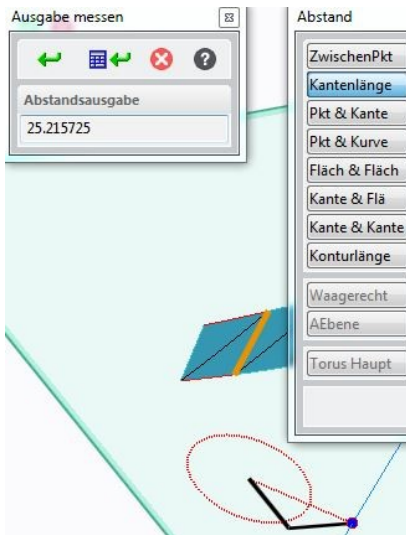 Ausgabe messen
Abstandsausgabe
25.215725
Abstand
ZwischenPkt
Kantenlänge
Pkt & Kante
Pkt & Kurve
Fläch & Fläch
Kante & Flä
Kante & Kante
Konturlänge
Waagerecht
AEbene
Torus Haupt